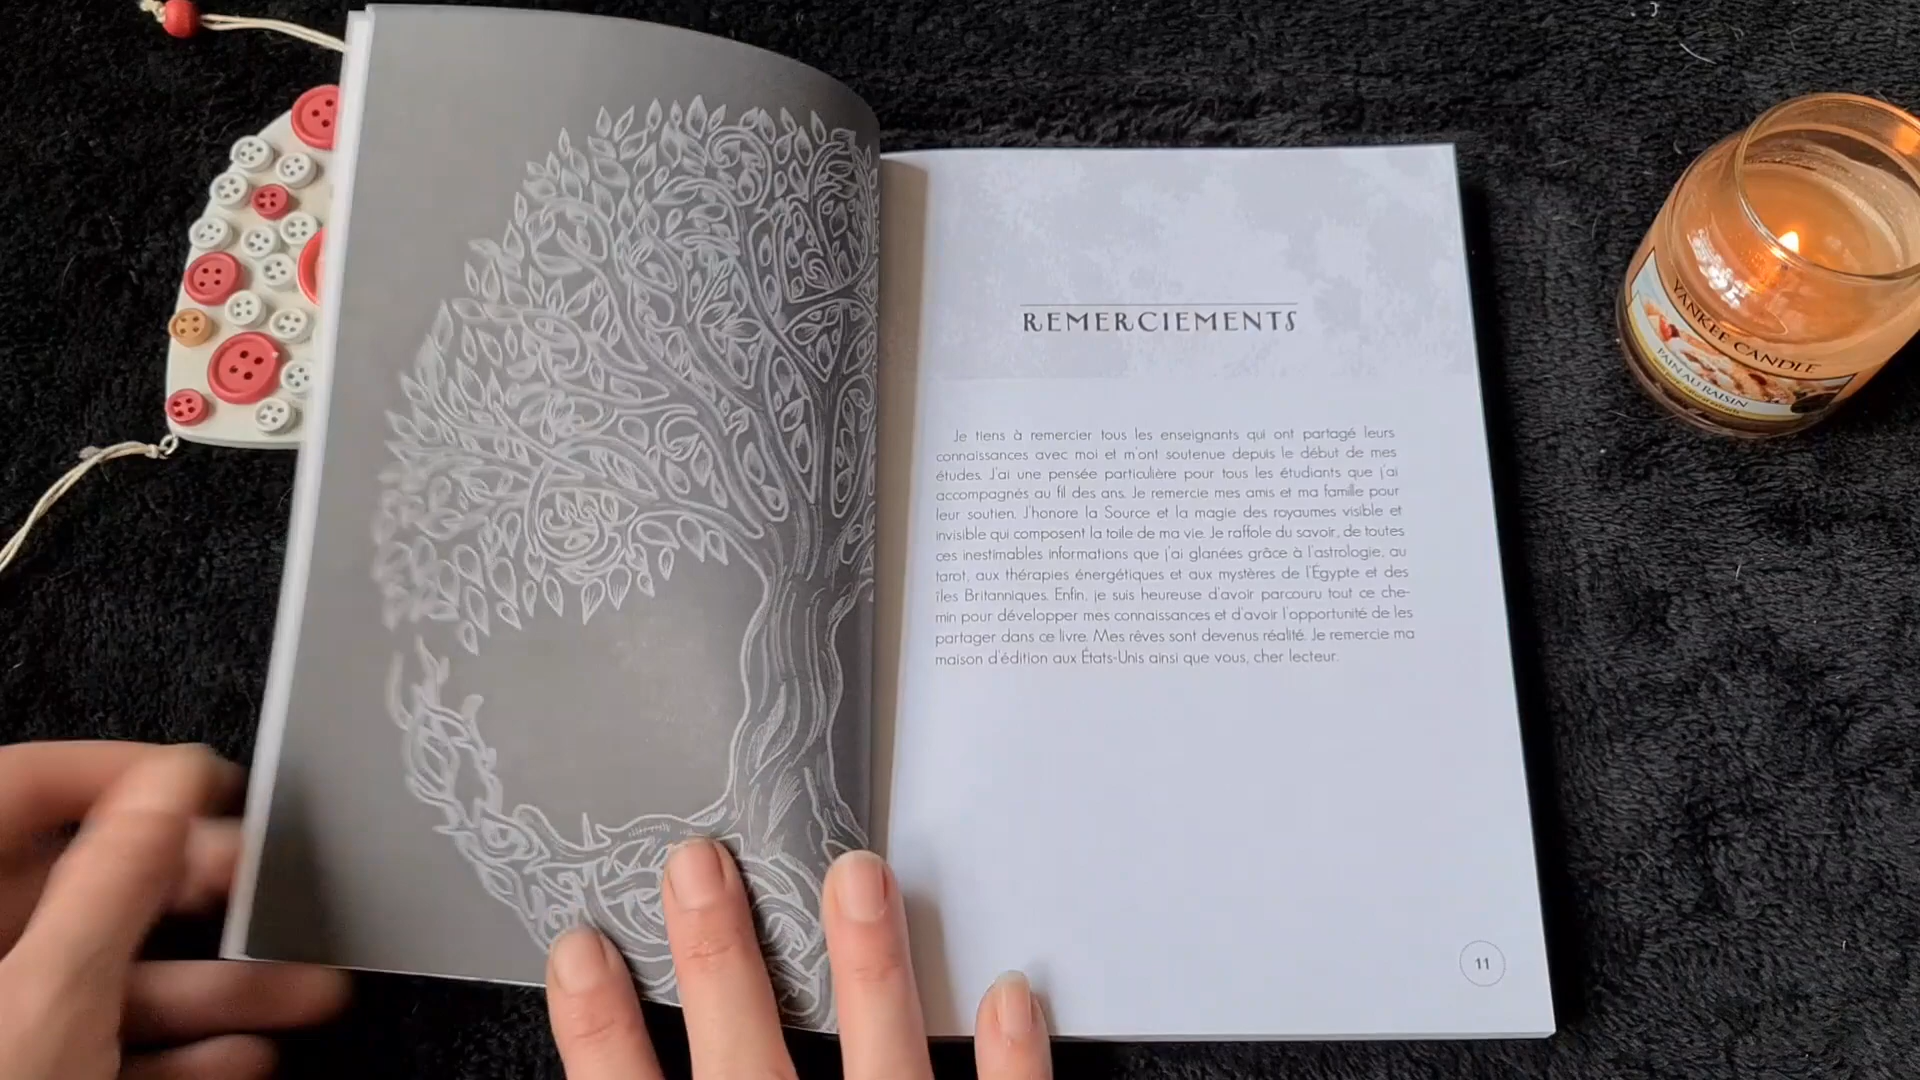 REMERCIEMENTS
Je tiens à remercier tous les enseignants qui ont partagé leurs
connaissances avec moi et m'ont soutenue depuis le début de mes
études. J'ai une pensée particulière pour tous les étudiants que j'ai
accompagnés au fil des ans. Je remercie mes amis et ma famille pour
leur soutien. J'honore la Source et la magie des royaumes visible et
invisible qui composent la toile de ma vie. Je raffole du savoir, de toutes
ces inestimables informations que j'ai glanées grâce à l'astrologie, au
tarot, aux thérapies énergétiques et aux mystères de l'Égypte et des
îles Britanniques. Enfin, je suis heureuse d'avoir parcouru tout ce che-
min pour développer mes connaissances et d'avoir l'opportunité de les
partager dans ce livre. Mes rêves sont devenus réalité. Je remercie ma
maison d'édition aux États-Unis ainsi que vous, cher lecteur.
11
YANKEE CANDLE
PAIN AU RAISIN